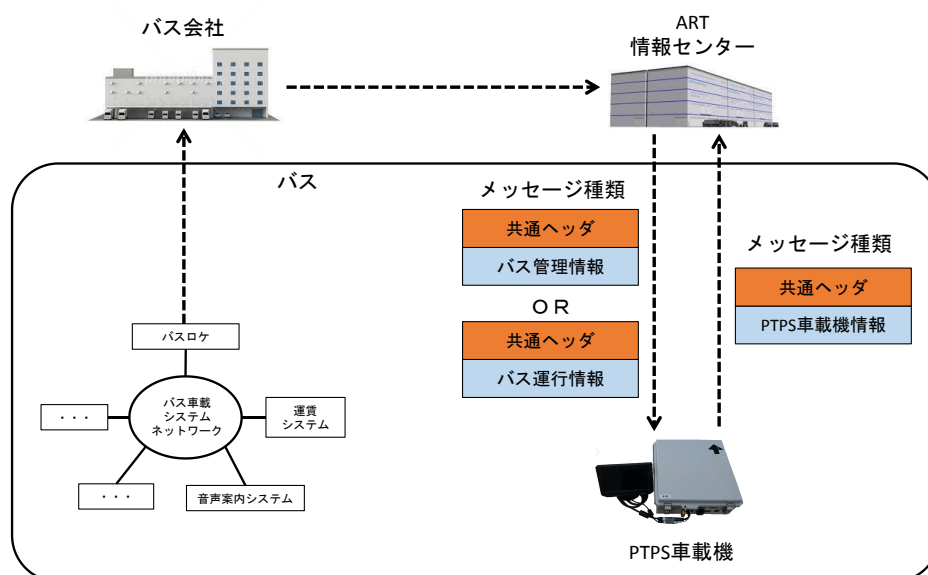 バス会社
ART
情報センター
バス
メッセージ種類
共通ヘッダ
バス管理情報
OR
共通ヘッダ
バス運行情報
メッセージ種類
共通ヘッダ
PTPS車載機情報
バスロケ
バス車載
システム
ネットワーク
・・・
運賃
システム
・・・
音声案内システム
PTPS車載機